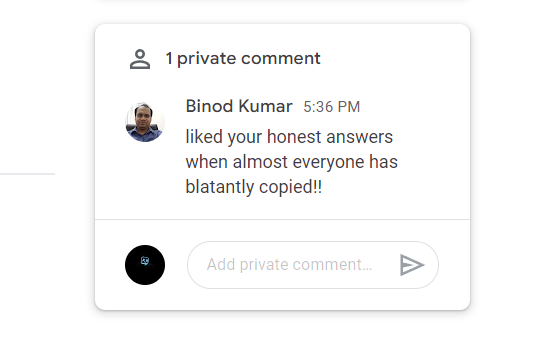 1 private comment
Binod Kumar 5:36 PM
liked your honest answers
when almost everyone has
blatantly copied!!
Add private comment...